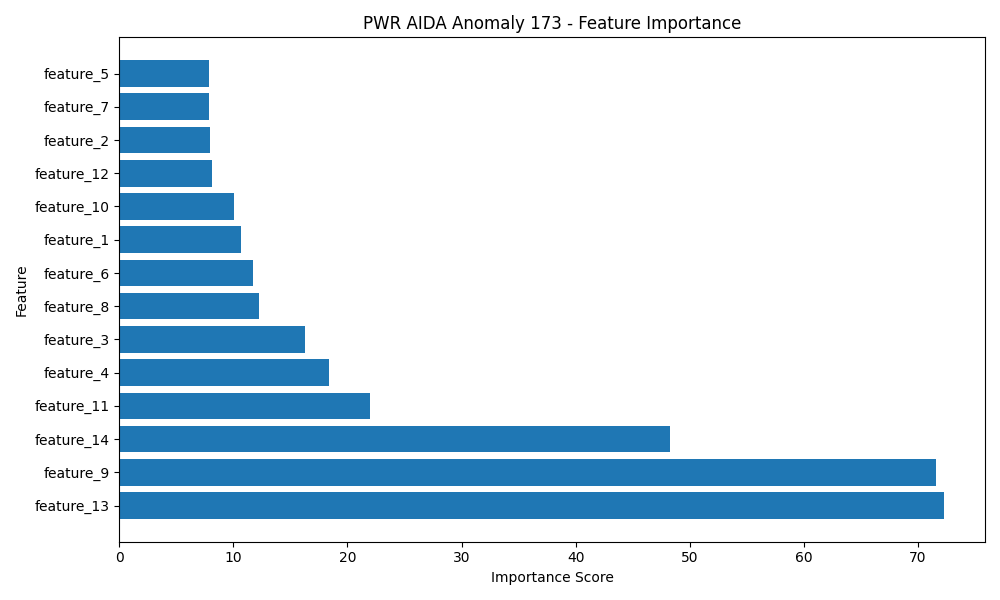 PWR AIDA Anomaly 173 - Feature Importance
Feature
feature_5
feature_7
feature_2
feature_12
feature_10
feature_1
feature_6
feature_8
feature_3
feature_4
feature_11
feature_14
feature_9
feature_13
0 10 20 30 40 50 60 70
Importance Score